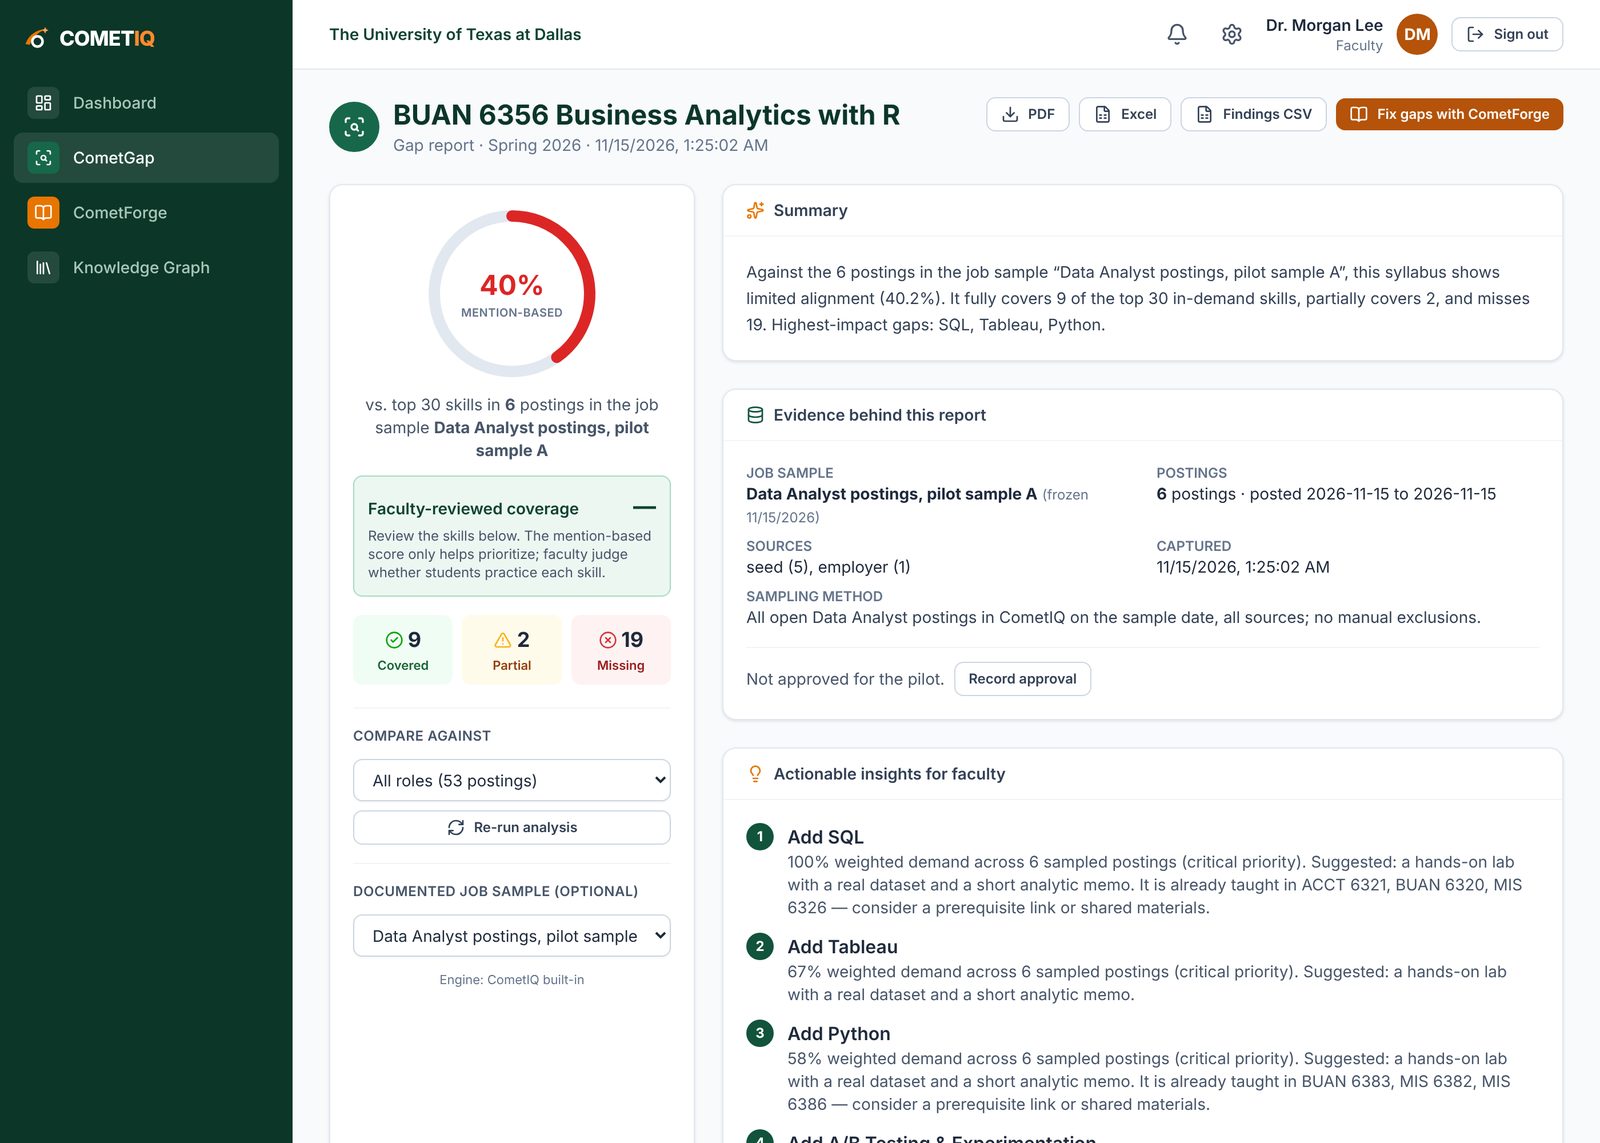 COMETIQ
Dashboard
CometGap
CometForge
Knowledge Graph
The University of Texas at Dallas
Dr. Morgan Lee
Faculty
DM
Sign out
BUAN 6356 Business Analytics with R
Gap report · Spring 2026 · 11/15/2026, 1:25:02 AM
PDF
Excel
Findings CSV
Fix gaps with CometForge
40%
MENTION-BASED
vs. top 30 skills in 6 postings in the job
sample Data Analyst postings, pilot
sample A
Faculty-reviewed coverage —
Review the skills below. The mention-based
score only helps prioritize; faculty judge
whether students practice each skill.
9
Covered
2
Partial
19
Missing
COMPARE AGAINST
All roles (53 postings)
Re-run analysis
DOCUMENTED JOB SAMPLE (OPTIONAL)
Data Analyst postings, pilot sample
Engine: CometIQ built-in
Summary
Against the 6 postings in the job sample “Data Analyst postings, pilot sample A”, this syllabus shows
limited alignment (40.2%). It fully covers 9 of the top 30 in-demand skills, partially covers 2, and misses
19. Highest-impact gaps: SQL, Tableau, Python.
Evidence behind this report
JOB SAMPLE
Data Analyst postings, pilot sample A (frozen
11/15/2026)
POSTINGS
6 postings · posted 2026-11-15 to 2026-11-15
SOURCES
seed (5), employer (1)
CAPTURED
11/15/2026, 1:25:02 AM
SAMPLING METHOD
All open Data Analyst postings in CometIQ on the sample date, all sources; no manual exclusions.
Not approved for the pilot.
Record approval
Actionable insights for faculty
1 Add SQL
100% weighted demand across 6 sampled postings (critical priority). Suggested: a hands-on lab
with a real dataset and a short analytic memo. It is already taught in ACCT 6321, BUAN 6320, MIS
6326 — consider a prerequisite link or shared materials.
2 Add Tableau
67% weighted demand across 6 sampled postings (critical priority). Suggested: a hands-on lab
with a real dataset and a short analytic memo.
3 Add Python
58% weighted demand across 6 sampled postings (critical priority). Suggested: a hands-on lab
with a real dataset and a short analytic memo. It is already taught in BUAN 6383, MIS 6382, MIS
6386 — consider a prerequisite link or shared materials.
4 Add A/B Testing & Experimentation